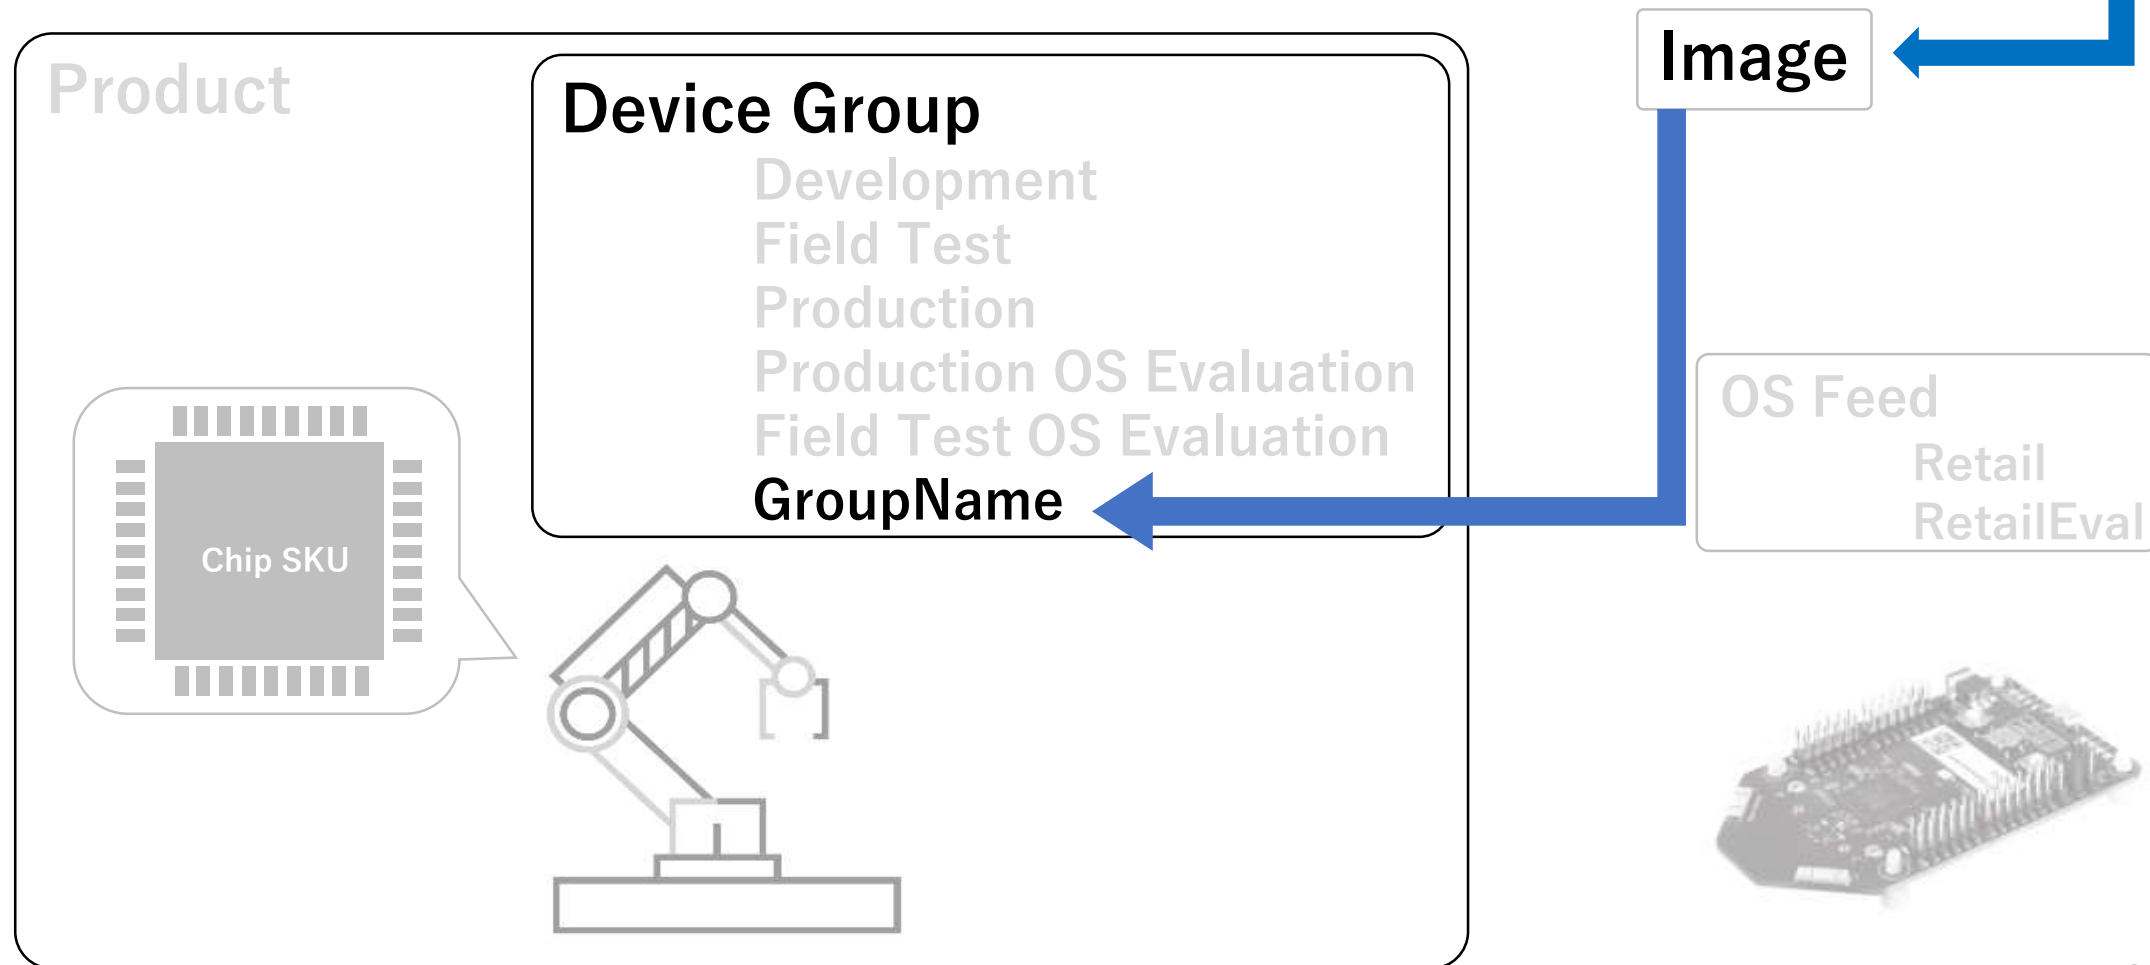 Product
Device Group
Development
Field Test
Production
Production OS Evaluation
Field Test OS Evaluation
GroupName
Chip SKU
Image
OS Feed
Retail
RetailEval